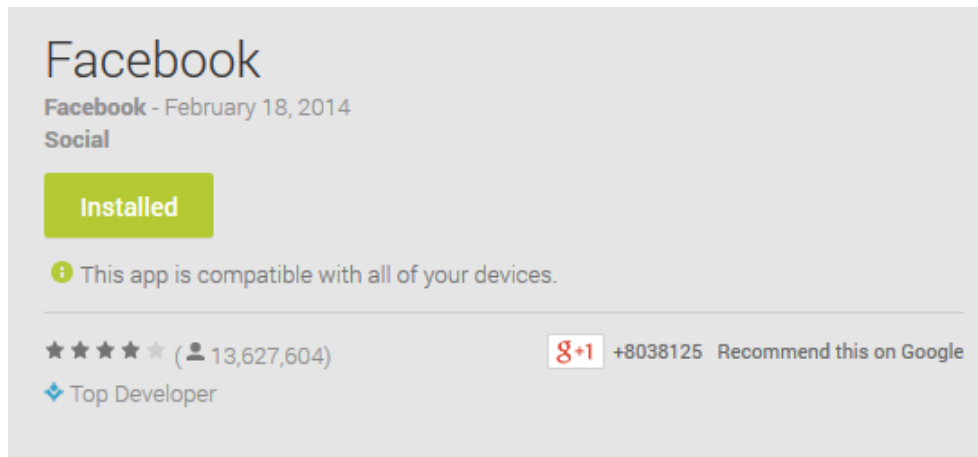 Facebook
Facebook - February 18, 2014
Social
Installed
This app is compatible with all of your devices.
(13,627,604)
g+1 +8038125 Recommend this on Google
Top Developer